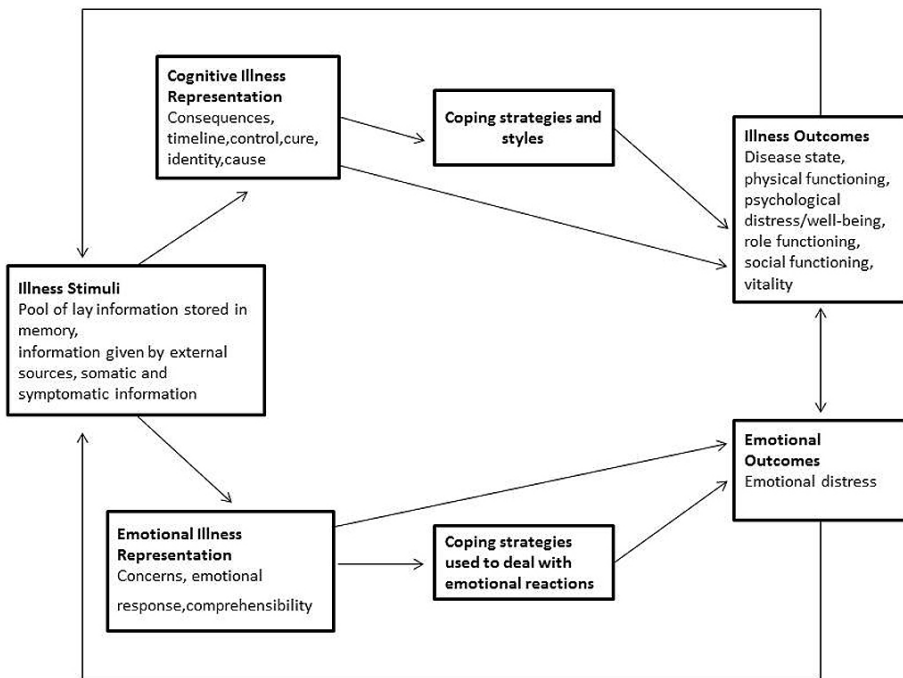 Cognitive Illness
Representation
Consequences,
timeline,control,cure,
identity,cause
Coping strategies and
styles
Illness Outcomes
Disease state,
physical functioning,
psychological
distress/well-being,
role functioning,
social functioning,
vitality
Illness Stimuli
Pool of lay information stored in
memory,
information given by external
sources, somatic and
symptomatic information
Emotional
Outcomes
Emotional distress
Emotional Illness
Representation
Concerns, emotional
response,comprehensibility
Coping strategies
used to deal with
emotional reactions